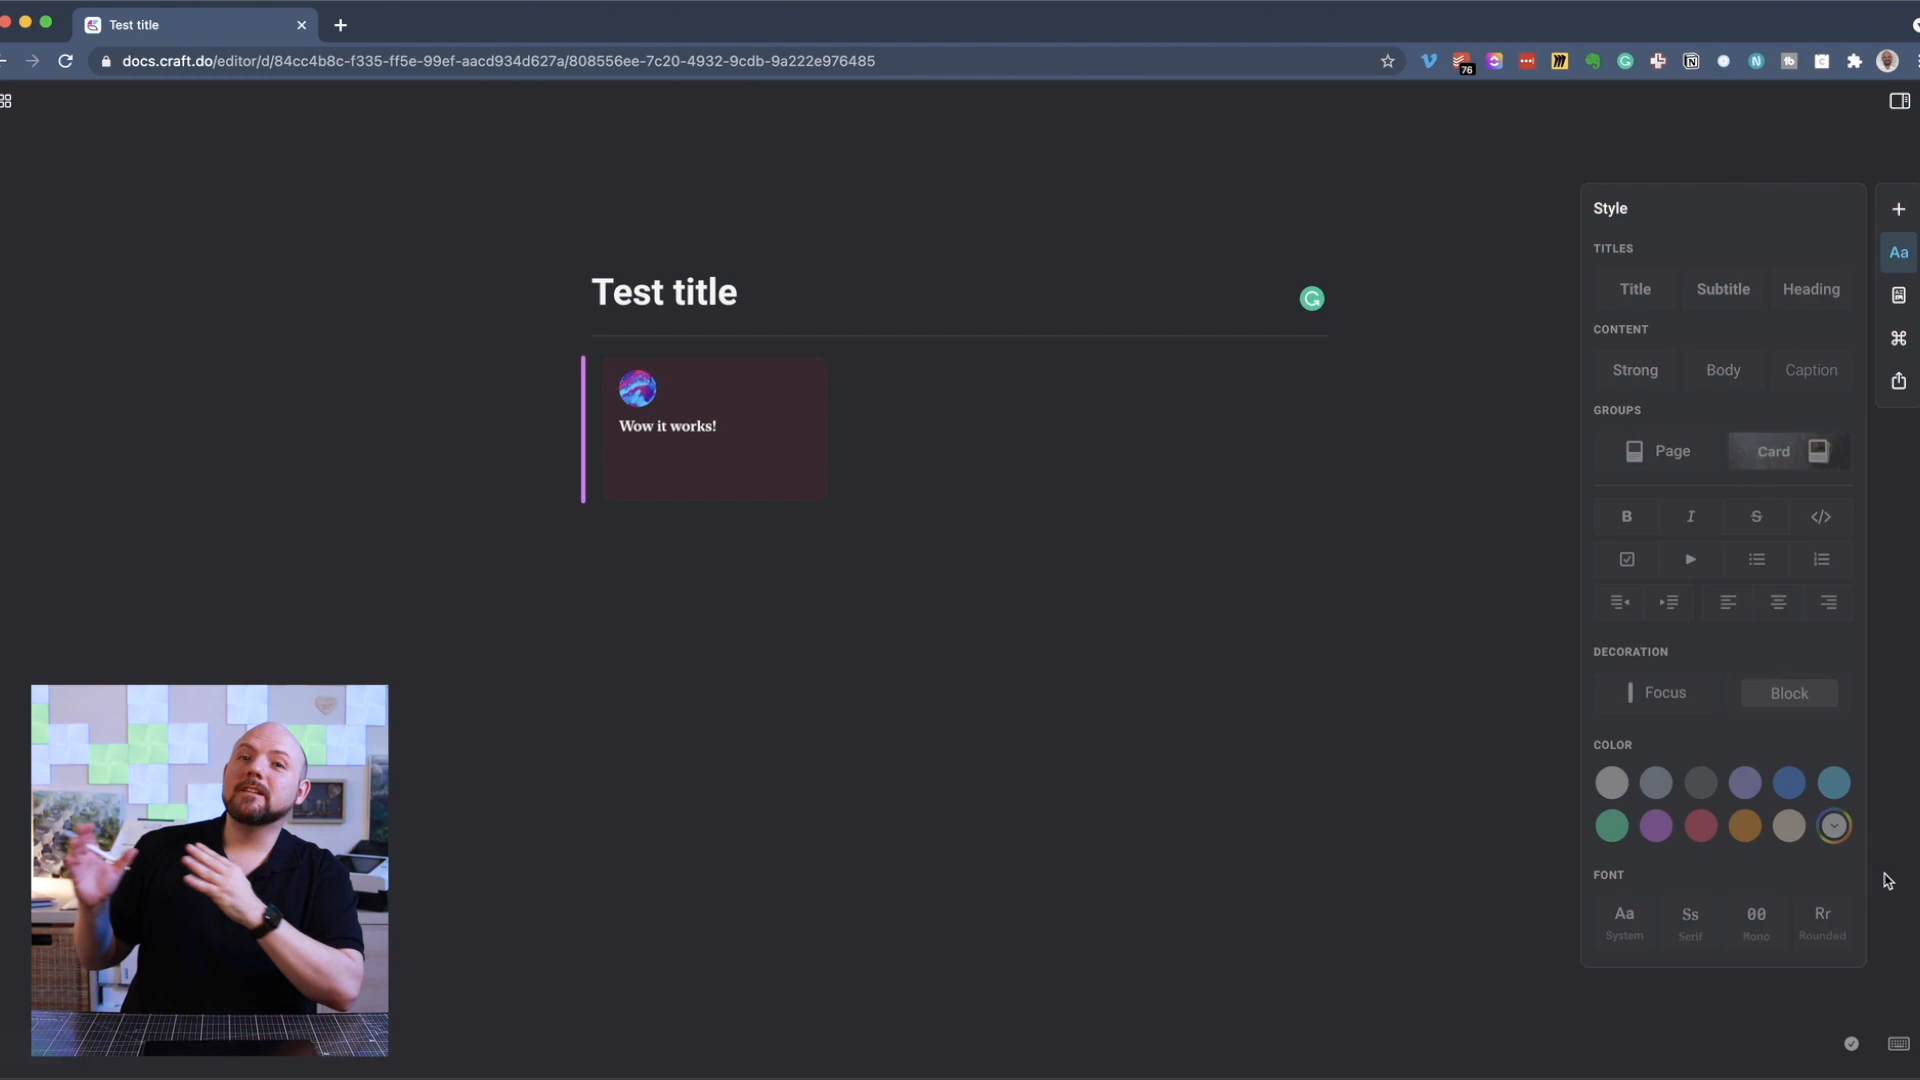 Test title
docs.craft.do/editor/d/84cc4b8c-f335-ff5e-99ef-aacd934d627a/808556ee-7c20-4932-9cdb-9a222e976485
76
Test title
Wow it works!
Style
TITLES
Title Subtitle Heading
CONTENT
Strong Body Caption
GROUPS
Page Card
B I S </>
DECORATION
Focus Block
COLOR
FONT
Aa Ss 00 Rr
System Serif Mono Rounded
Aa